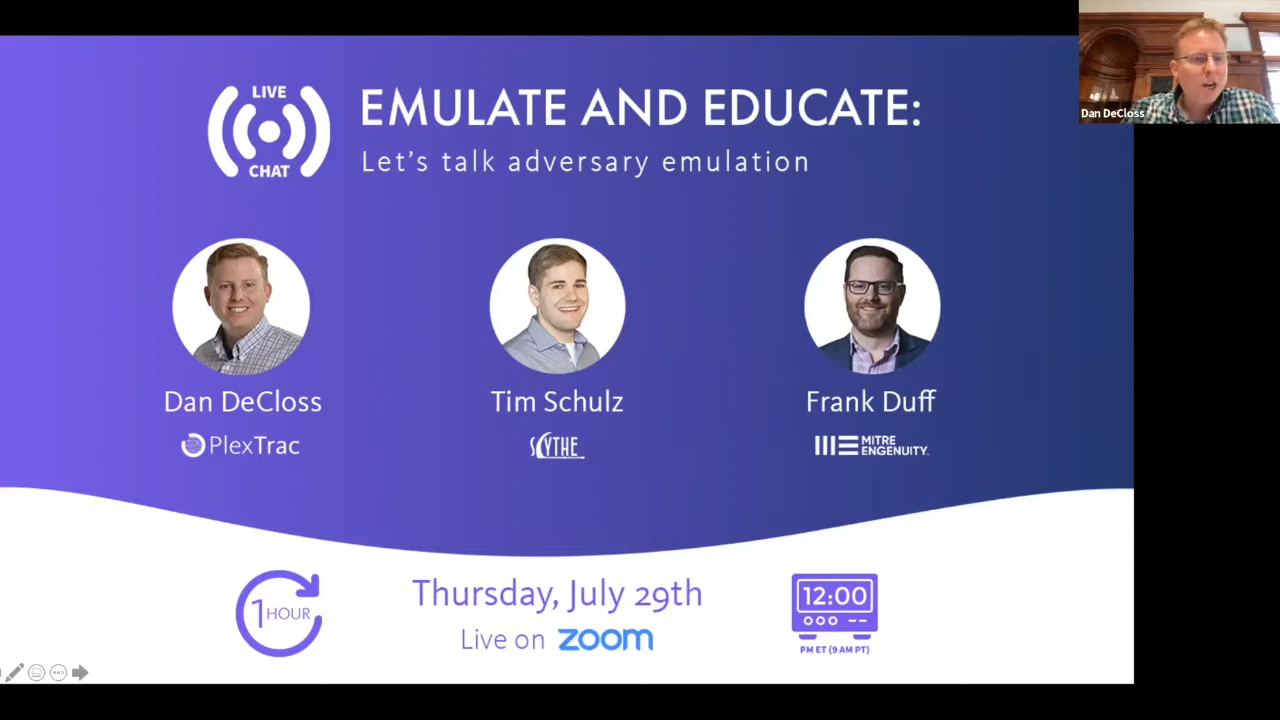 LIVE
CHAT
EMULATE AND EDUCATE:
Let's talk adversary emulation
Dan DeCloss
Dan DeCloss
PlexTrac
Tim Schulz
SCYTHE
Frank Duff
MITRE
ENGENUITY.
1 HOUR
Thursday, July 29th
Live on zoom
12:00
PM ET (9 AM PT)